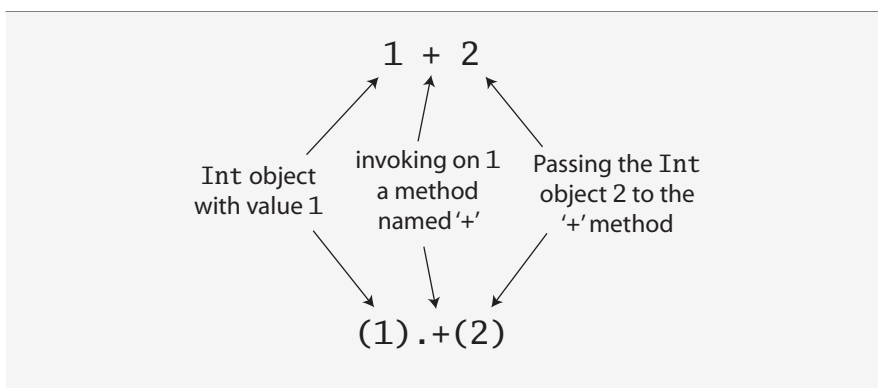 1 + 2
Int object
with value 1
invoking on 1
a method
named ‘+’
Passing the Int
object 2 to the
‘+’ method
(1).+(2)